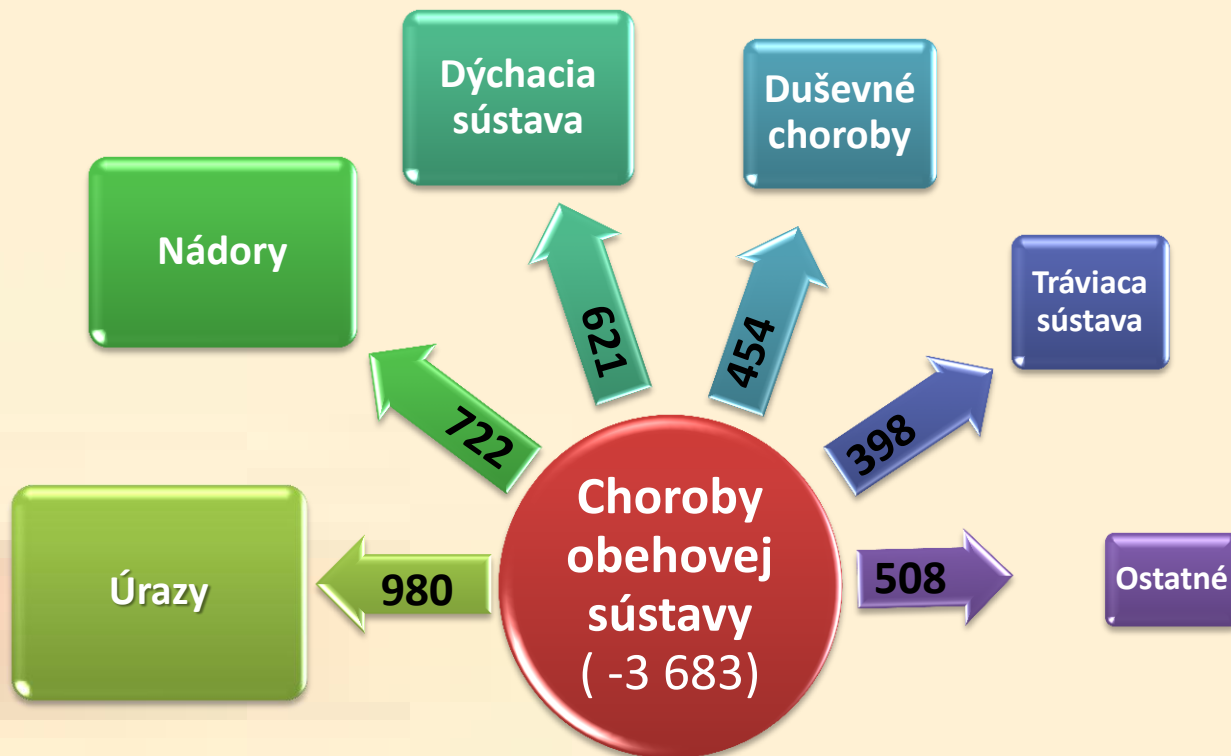 Dýchacia
sústava
Duševné
choroby
Nádory
Tráviaca
sústava
621
454
722
398
Choroby
obehovej
sústavy
( -3 683)
Úrazy
980
508
Ostatné